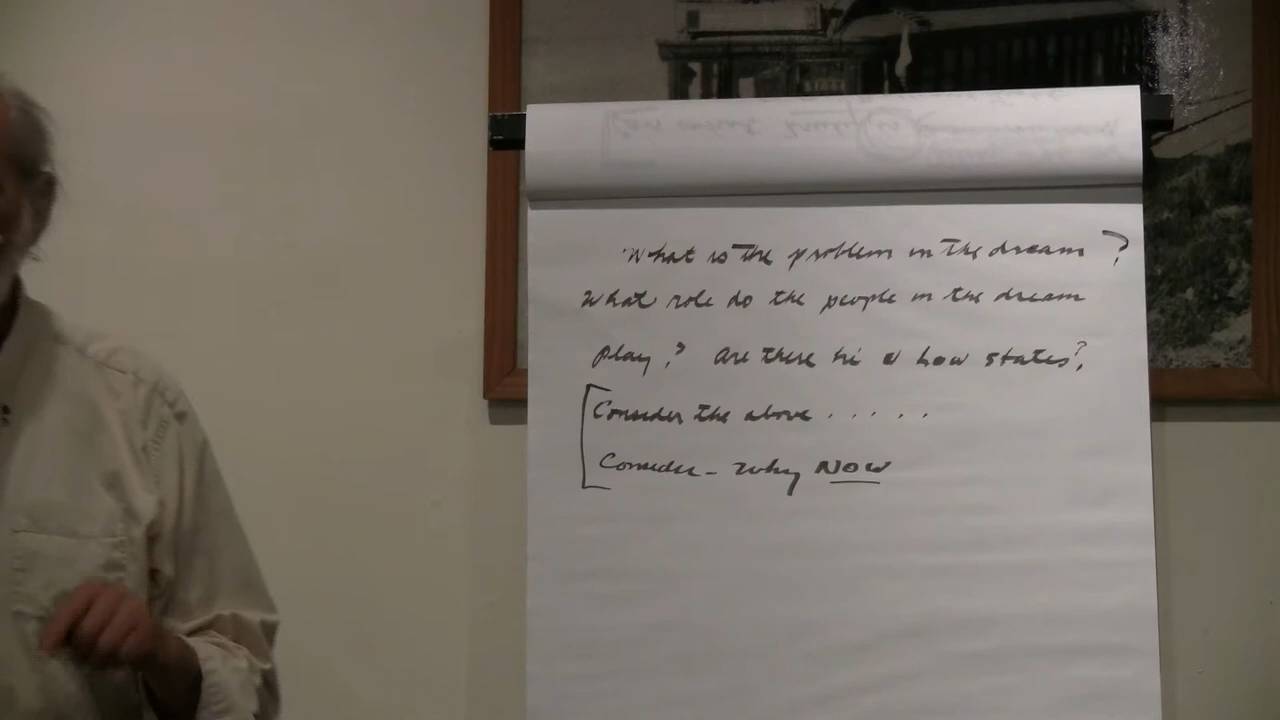 What is the problem in the dream ?
What role do the people in the dream
play? Are there hi & low states?
Consider the above . . . . .
Consider - Why NOW